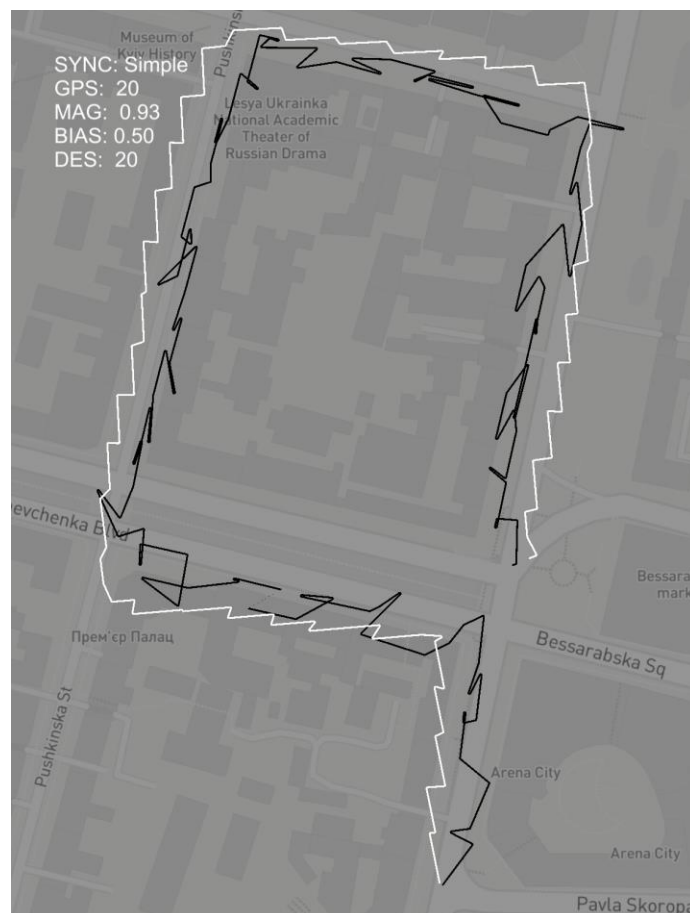 Museum of
Kyiv History
Pushkinska
SYNC: Simple
GPS: 20
MAG: 0.93
BIAS: 0.50
DES: 20
Lesya Ukrainka
National Academic
Theater of
Russian Drama
evchenka Blvd
Bessara
mark
Прем'єр Палац
Bessarabska Sq
Pushkinska St
Arena City
Arena City
Pavla Skoropa